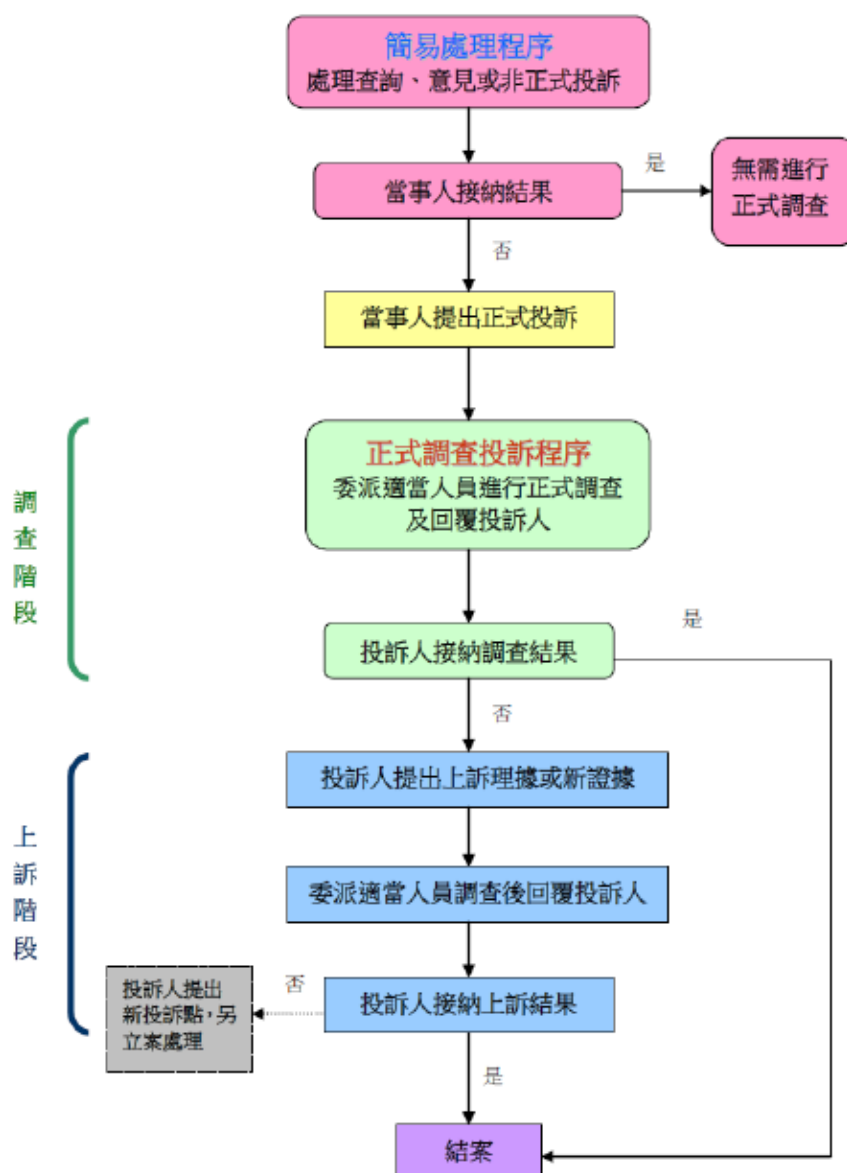 簡易處理程序
處理查詢、意見或非正式投訴
當事人接納結果
是
無需進行
正式調查
否
當事人提出正式投訴
調查階段
正式調查投訴程序
委派適當人員進行正式調查
及回覆投訴人
投訴人接納調查結果
是
否
上訴階段
投訴人提出上訴理據或新證據
委派適當人員調查後回覆投訴人
投訴人接納上訴結果
否
投訴人提出
新投訴點，另
立案處理
是
結案